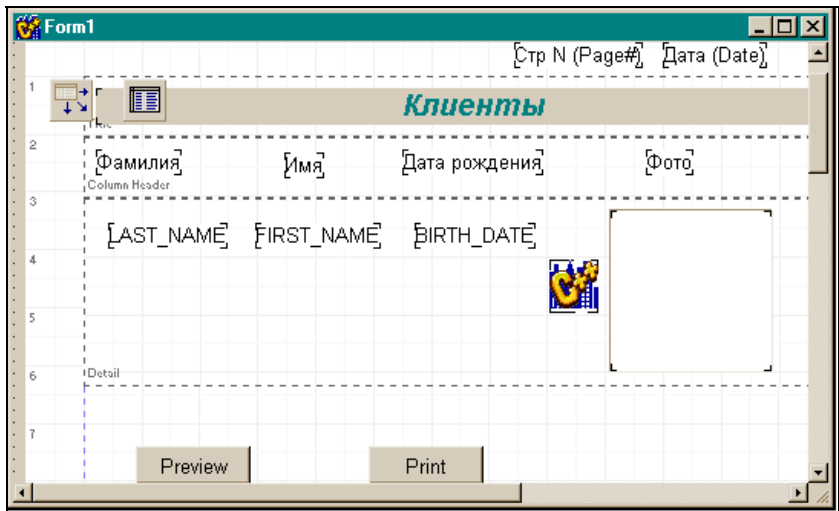 Form1
Стр N (Page#) Дата (Date)
1
Клиенты
Title
2
Фамилия Имя Дата рождения Фото
Column Header
3
LAST_NAME FIRST_NAME BIRTH_DATE
4
C++
5
Detail
6
7
Preview Print